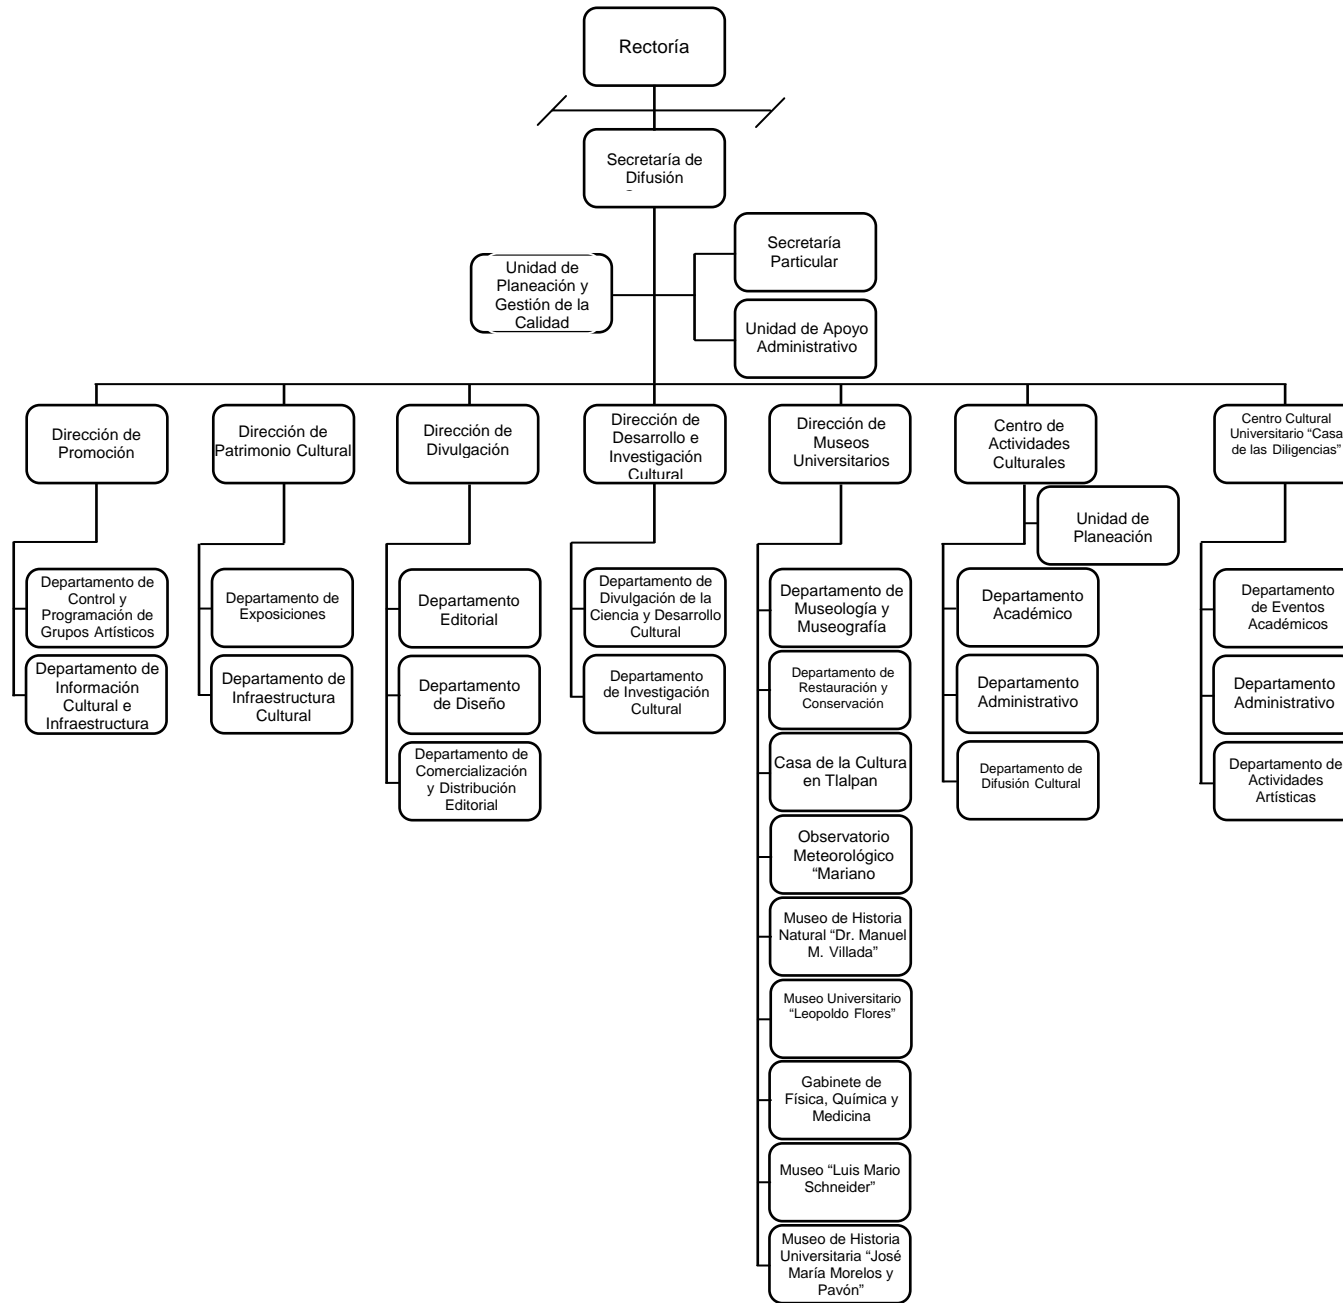 Rectoría
Secretaría de
Difusión
Unidad de
Planeación y
Gestión de la
Calidad
Secretaría
Particular
Unidad de Apoyo
Administrativo
Dirección de
Promoción
Dirección de
Patrimonio Cultural
Dirección de
Divulgación
Dirección de
Desarrollo e
Investigación
Cultural
Dirección de
Museos
Universitarios
Centro de
Actividades
Culturales
Centro Cultural
Universitario “Casa
de las Diligencias”
Unidad de
Planeación
Departamento de
Control y
Programación de
Grupos Artísticos
Departamento de
Información
Cultural e
Infraestructura
Departamento de
Exposiciones
Departamento de
Infraestructura
Cultural
Departamento
Editorial
Departamento
de Diseño
Departamento de
Comercialización
y Distribución
Editorial
Departamento de
Divulgación de la
Ciencia y Desarrollo
Cultural
Departamento
de Investigación
Cultural
Departamento de
Museología y
Museografía
Departamento de
Restauración y
Conservación
Casa de la Cultura
en Tlalpan
Observatorio
Meteorológico
“Mariano
Museo de Historia
Natural “Dr. Manuel
M. Villada”
Museo Universitario
“Leopoldo Flores”
Gabinete de
Física, Química y
Medicina
Museo “Luis Mario
Schneider”
Museo de Historia
Universitaria “José
María Morelos y
Pavón”
Departamento
Académico
Departamento
Administrativo
Departamento de
Difusión Cultural
Departamento
de Eventos
Académicos
Departamento
Administrativo
Departamento de
Actividades
Artísticas